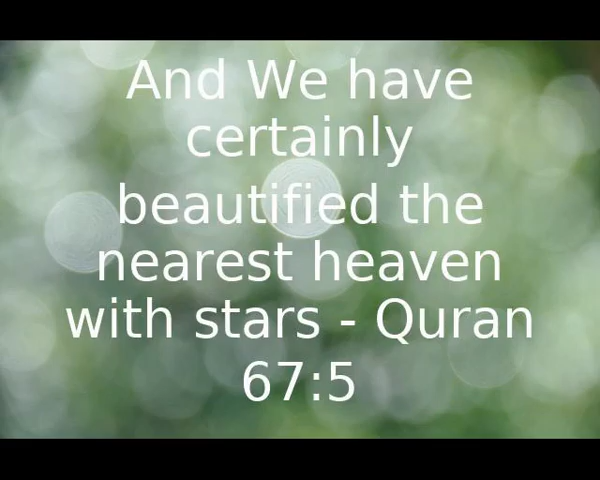 And We have
certainly
beautified the
nearest heaven
with stars - Quran
67:5